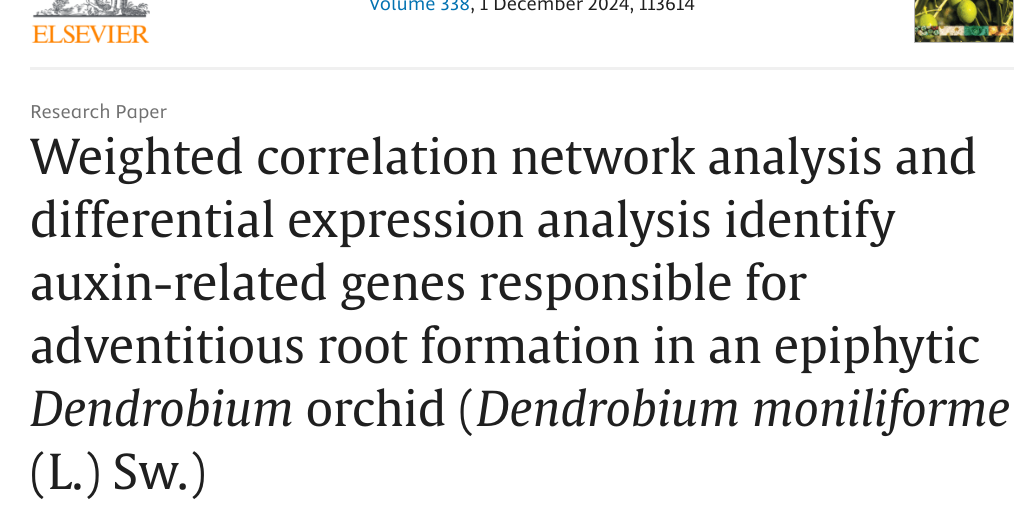 Volume 338, 1 December 2024, 113614
ELSEVIER
Research Paper
Weighted correlation network analysis and
differential expression analysis identify
auxin-related genes responsible for
adventitious root formation in an epiphytic
Dendrobium orchid (Dendrobium moniliforme
(L.) Sw.)